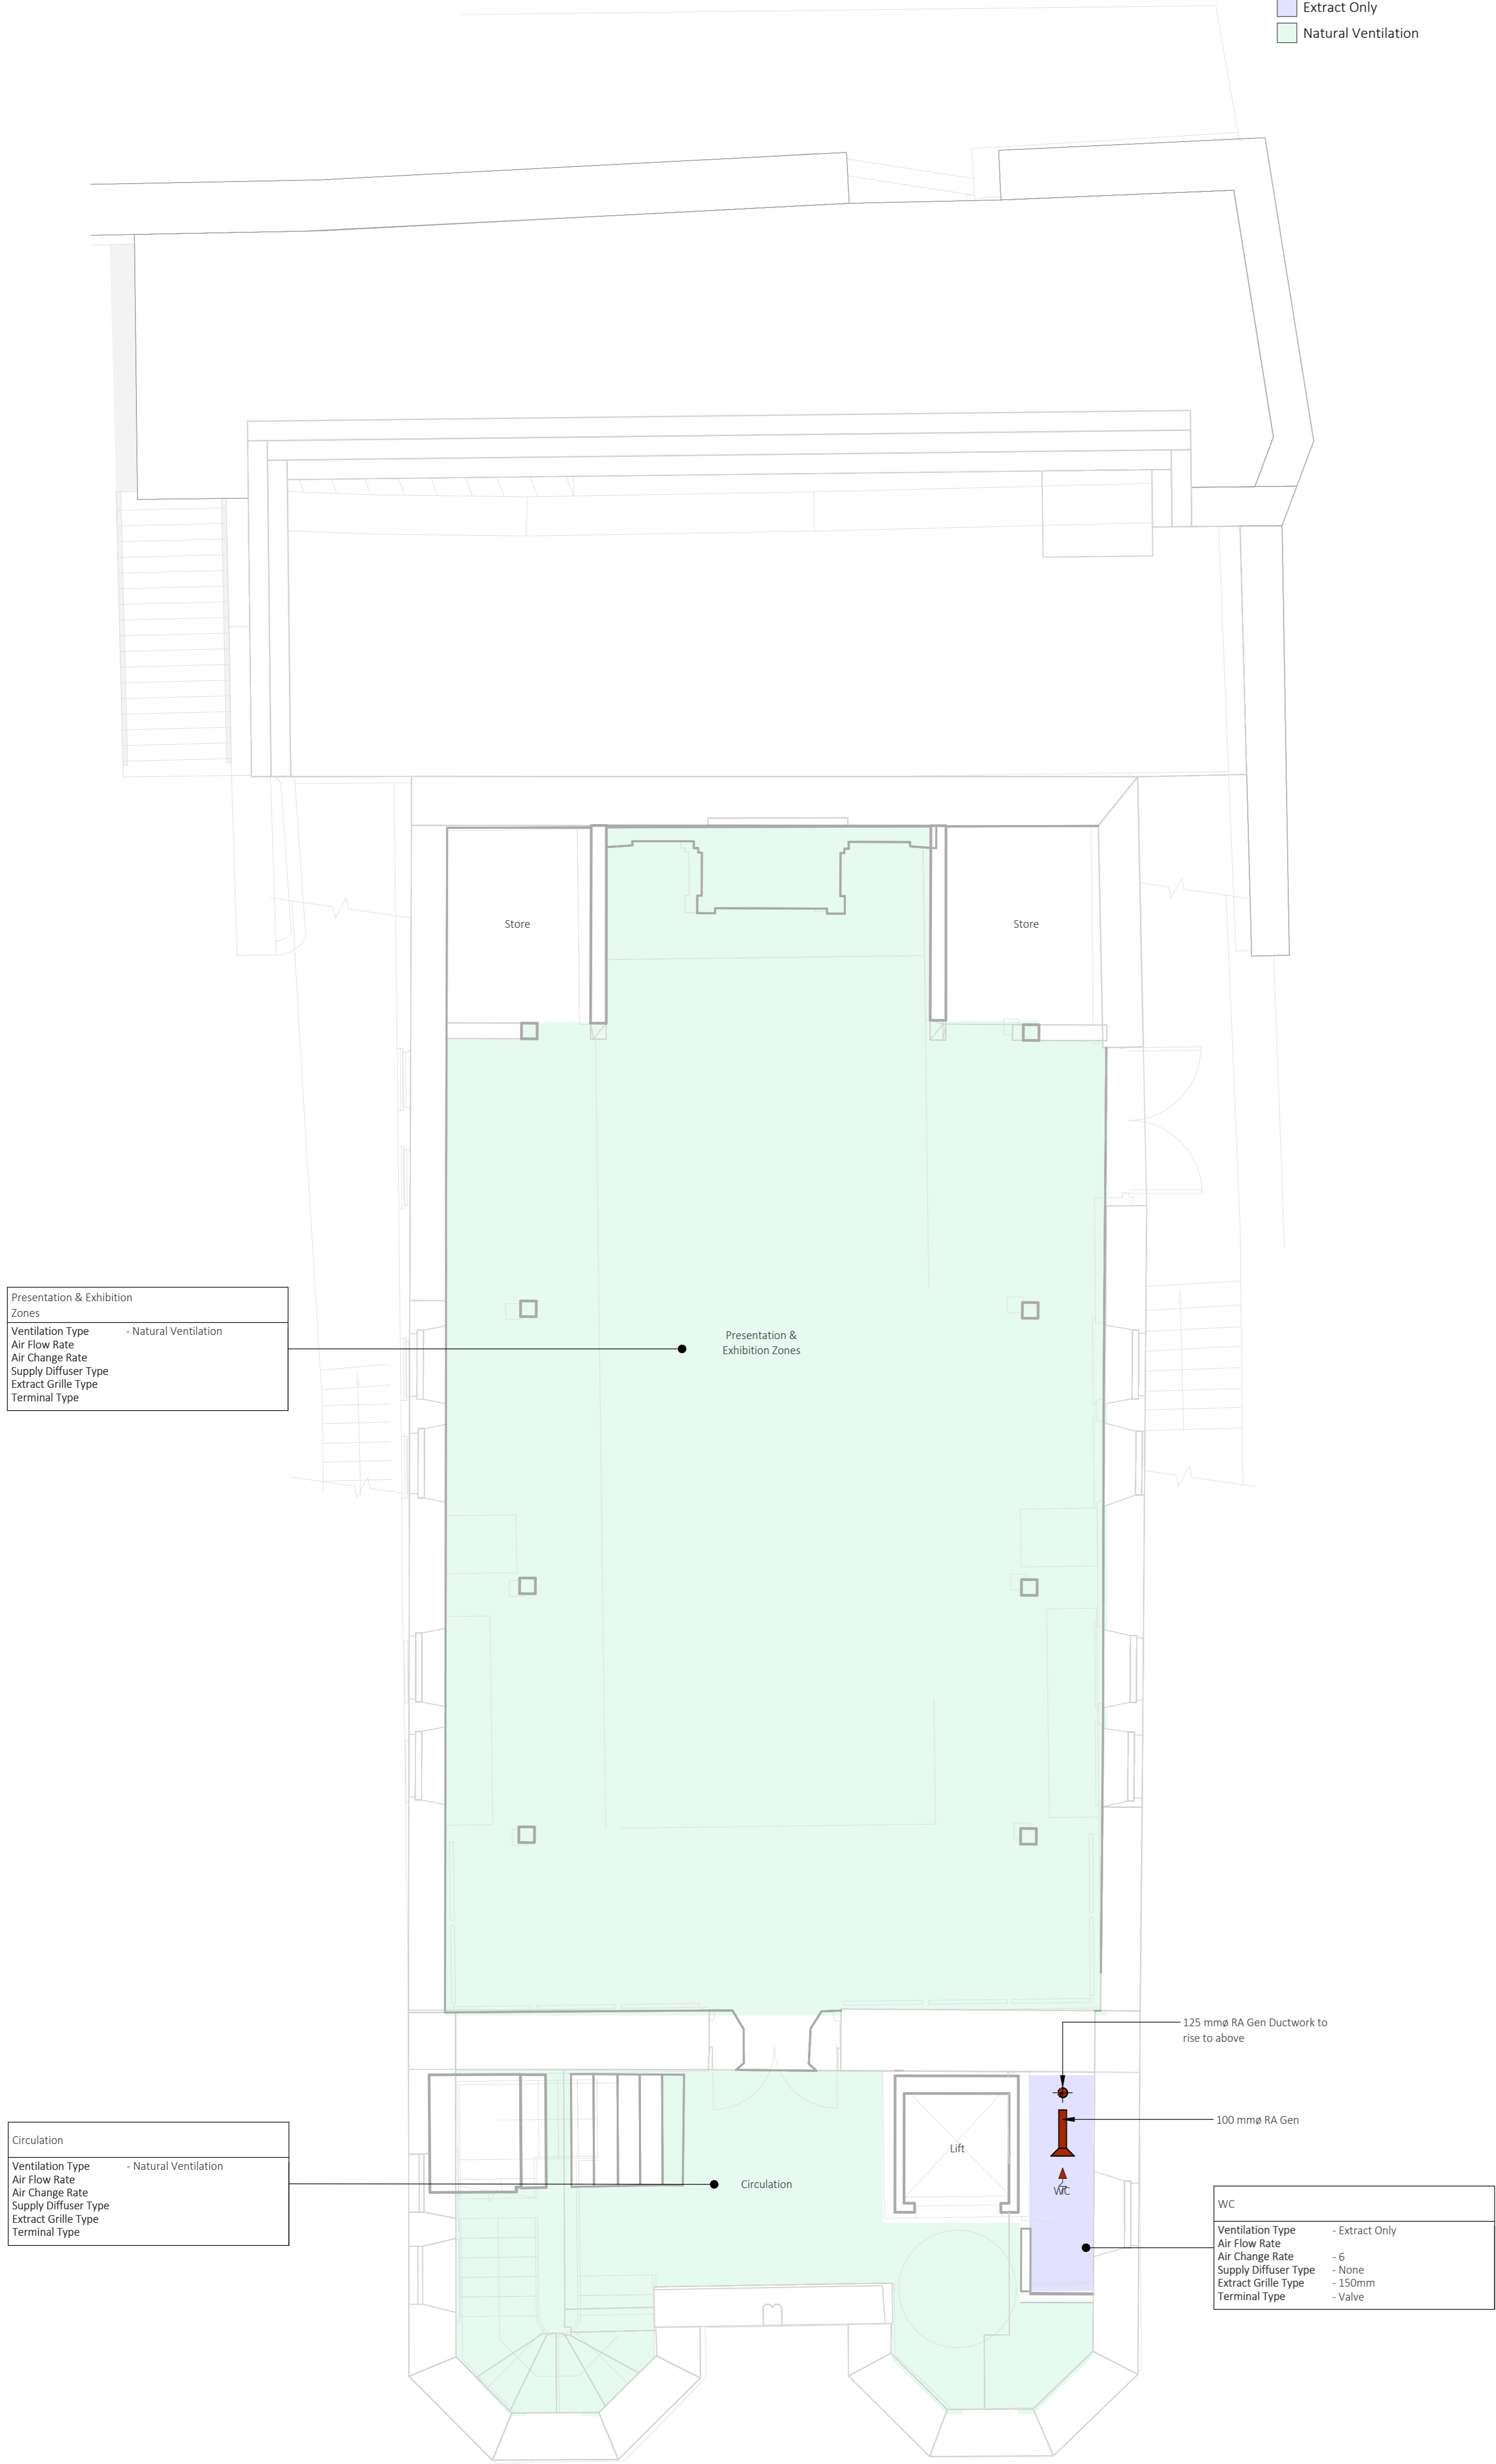 Extract Only
Natural Ventilation
Store
Store
Presentation & Exhibition
Zones
Ventilation Type - Natural Ventilation
Air Flow Rate
Air Change Rate
Supply Diffuser Type
Extract Grille Type
Terminal Type
Presentation &
Exhibition Zones
125 mmø RA Gen Ductwork to
rise to above
100 mmø RA Gen
Circulation
Ventilation Type - Natural Ventilation
Air Flow Rate
Air Change Rate
Supply Diffuser Type
Extract Grille Type
Terminal Type
Circulation
Lift
WC
WC
Ventilation Type - Extract Only
Air Flow Rate
Air Change Rate - 6
Supply Diffuser Type - None
Extract Grille Type - 150mm
Terminal Type - Valve